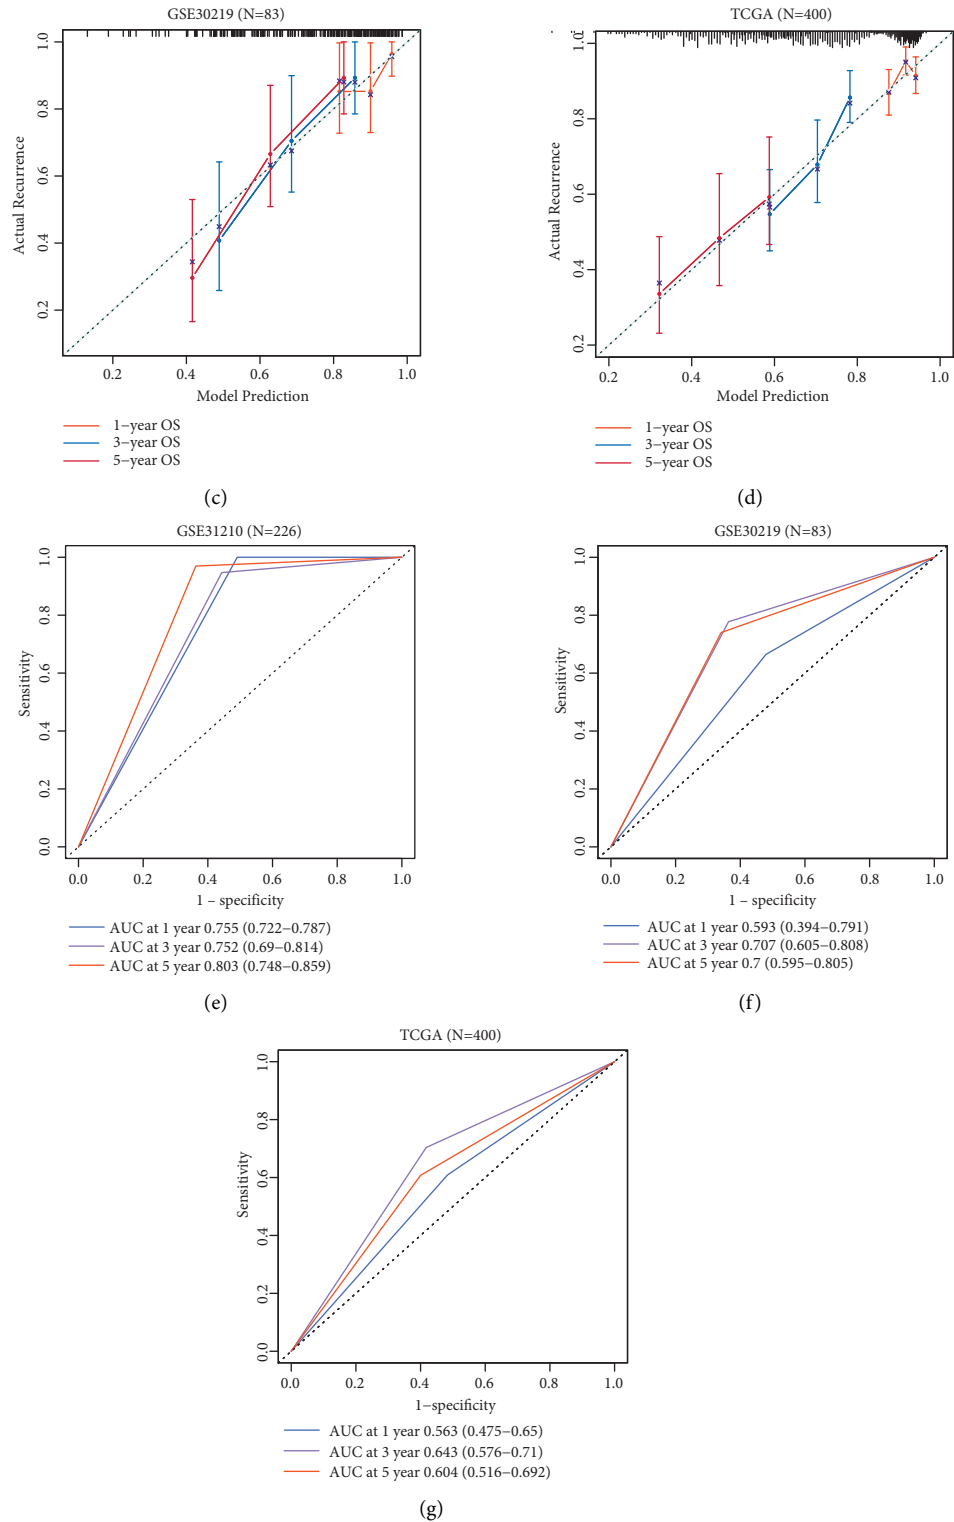 GSE30219 (N=83)
Actual Recurrence
1.0
0.8
0.6
0.4
0.2
0.2 0.4 0.6 0.8 1.0
Model Prediction
1−year OS
3−year OS
5−year OS
(c)
TCGA (N=400)
Actual Recurrence
1.0
0.8
0.6
0.4
0.2
0.2 0.4 0.6 0.8 1.0
Model Prediction
1−year OS
3−year OS
5−year OS
(d)
GSE31210 (N=226)
Sensitivity
1.0
0.8
0.6
0.4
0.2
0.0
0.0 0.2 0.4 0.6 0.8 1.0
1 − specificity
AUC at 1 year 0.755 (0.722−0.787)
AUC at 3 year 0.752 (0.69−0.814)
AUC at 5 year 0.803 (0.748−0.859)
(e)
GSE30219 (N=83)
Sensitivity
1.0
0.8
0.6
0.4
0.2
0.0
0.0 0.2 0.4 0.6 0.8 1.0
1 − specificity
AUC at 1 year 0.593 (0.394−0.791)
AUC at 3 year 0.707 (0.605−0.808)
AUC at 5 year 0.7 (0.595−0.805)
(f)
TCGA (N=400)
Sensitivity
1.0
0.8
0.6
0.4
0.2
0.0
0.0 0.2 0.4 0.6 0.8 1.0
1−specificity
AUC at 1 year 0.563 (0.475−0.65)
AUC at 3 year 0.643 (0.576−0.71)
AUC at 5 year 0.604 (0.516−0.692)
(g)